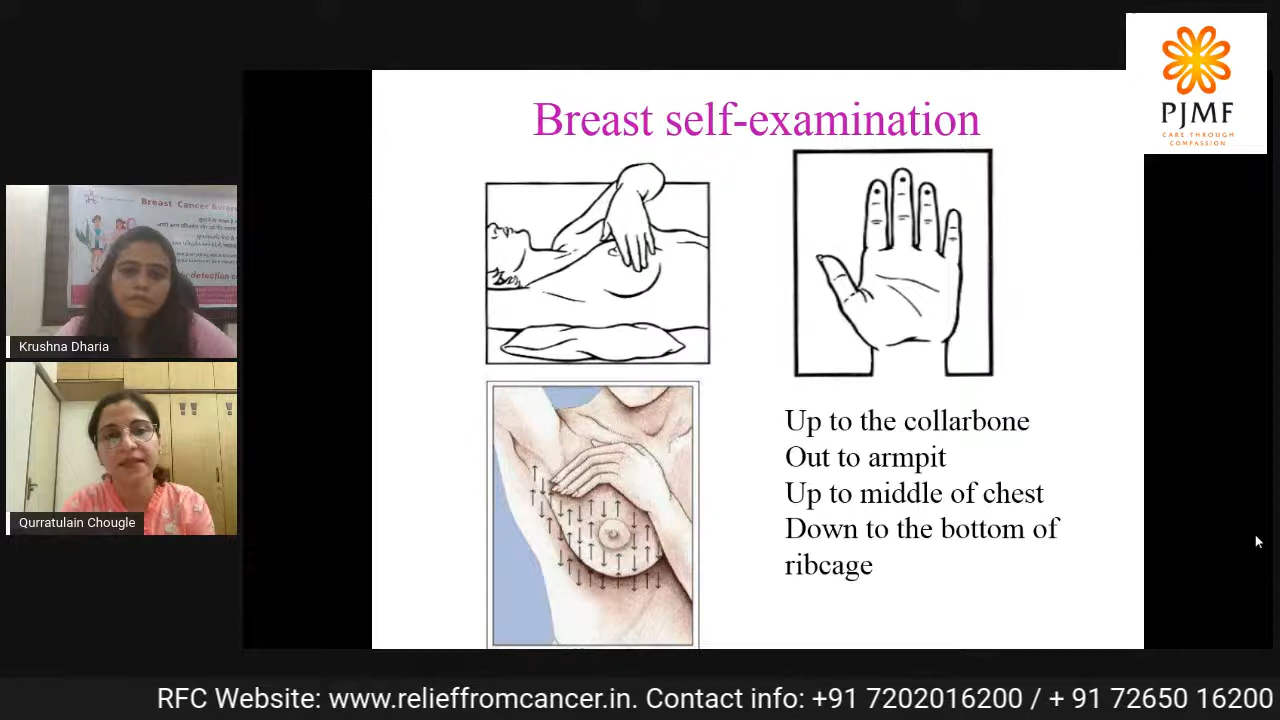 PJMF
CARE THROUGH
COMPASSION
Breast self-examination
Up to the collarbone
Out to armpit
Up to middle of chest
Down to the bottom of
ribcage
Breast Cancer
Krushna Dharia
Qurratulain Chougle
RFC Website: www.relieffromcancer.in. Contact info: +91 7202016200 / + 91 72650 16200